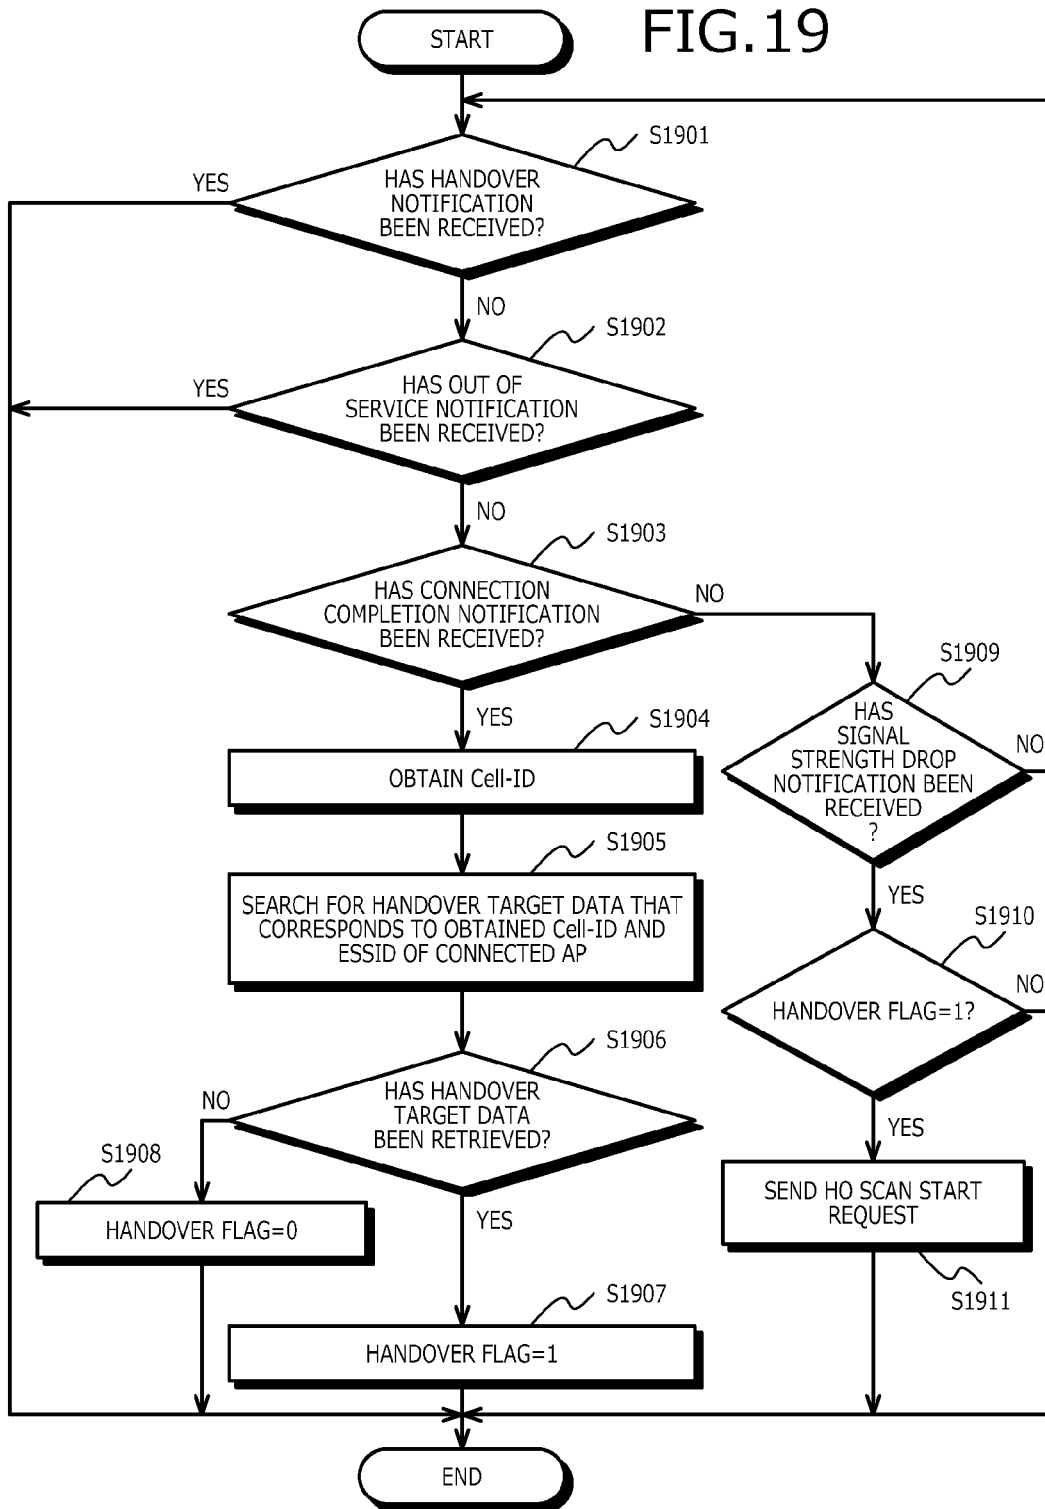 FIG.19
START
S1901
HAS HANDOVER
NOTIFICATION
BEEN RECEIVED?
YES
NO
S1902
HAS OUT OF
SERVICE NOTIFICATION
BEEN RECEIVED?
YES
NO
S1903
HAS CONNECTION
COMPLETION NOTIFICATION
BEEN RECEIVED?
NO
YES
S1904
OBTAIN Cell-ID
S1905
SEARCH FOR HANDOVER TARGET DATA THAT
CORRESPONDS TO OBTAINED Cell-ID AND
ESSID OF CONNECTED AP
S1906
HAS HANDOVER
TARGET DATA
BEEN RETRIEVED?
NO
YES
S1908
HANDOVER FLAG=0
S1907
HANDOVER FLAG=1
S1909
HAS
SIGNAL
STRENGTH DROP
NOTIFICATION BEEN
RECEIVED
?
NO
YES
S1910
HANDOVER FLAG=1?
NO
YES
SEND HO SCAN START
REQUEST
S1911
END